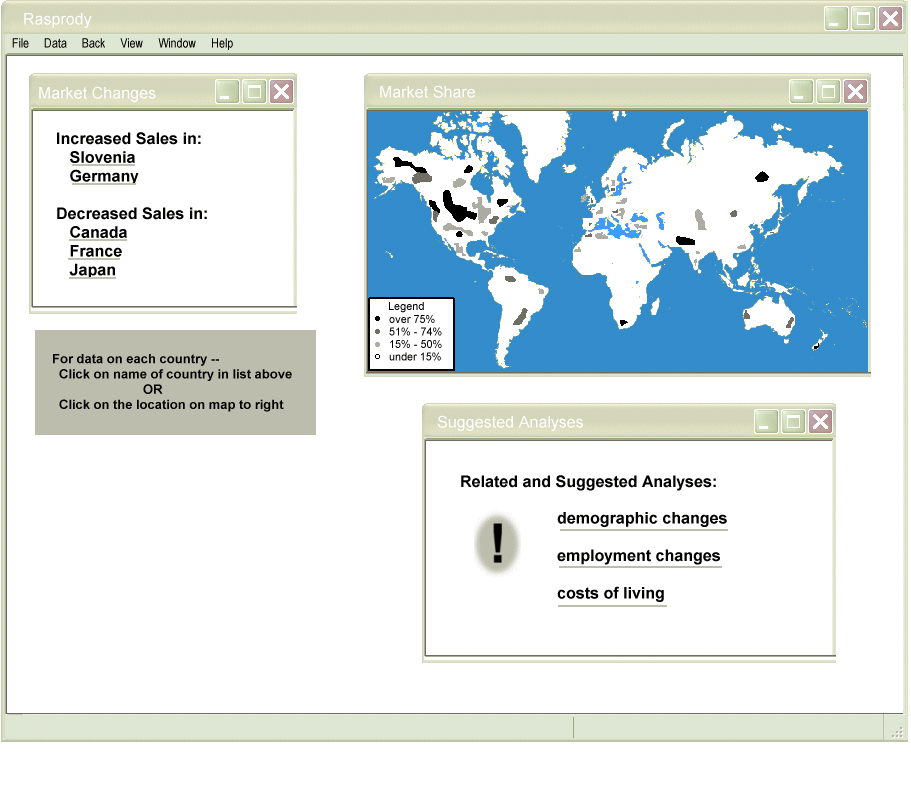 Rasprody
File Data Back View Window Help
Market Changes
Increased Sales in:
Slovenia
Germany
Decreased Sales in:
Canada
France
Japan
For data on each country --
Click on name of country in list above
OR
Click on the location on map to right
Market Share
Legend
over 75%
51% - 74%
15% - 50%
under 15%
Suggested Analyses
Related and Suggested Analyses:
!
demographic changes
employment changes
costs of living